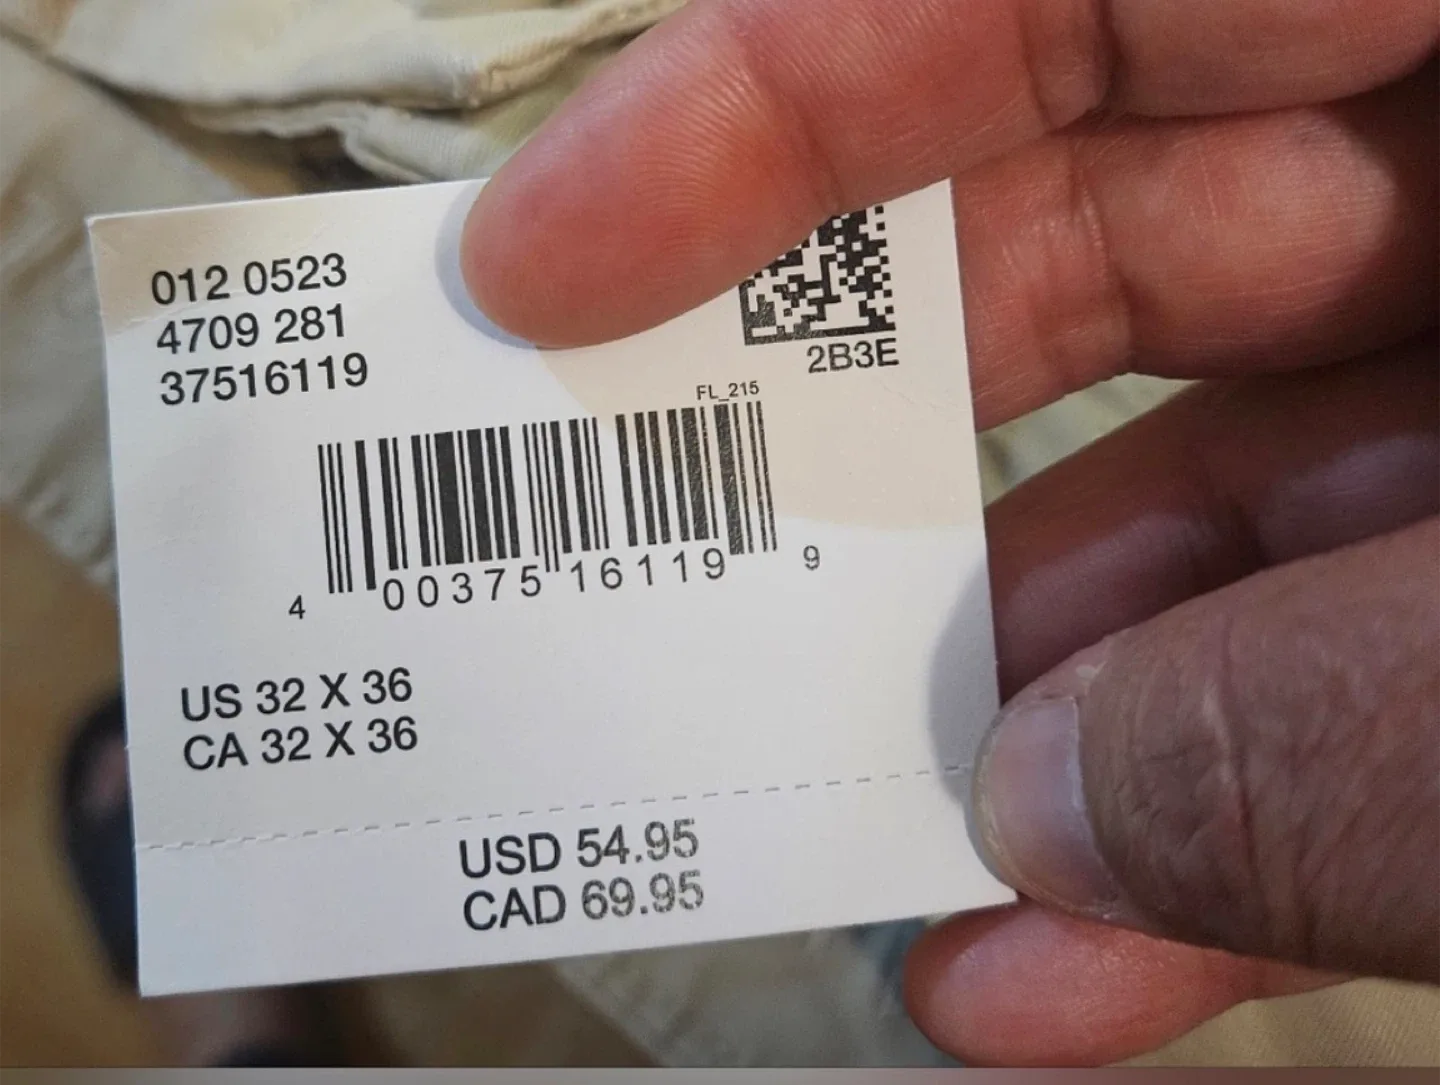 012 0523
4709 281
37516119
2B3E
FL_215
4 00375 16119 9
US 32 X 36
CA 32 X 36
USD 54.95
CAD 69.95